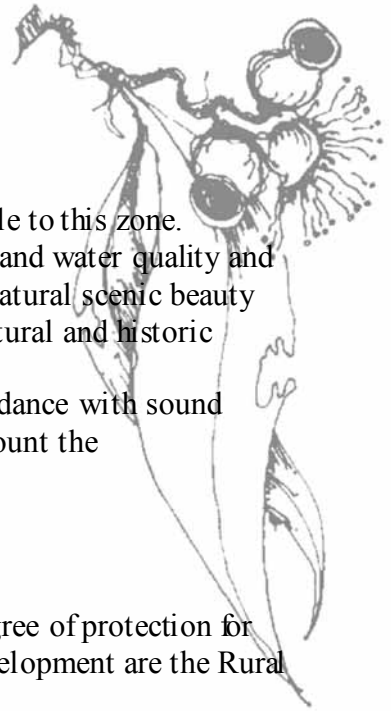 le to this zone.
and water quality and
atural scenic beauty
tural and historic
dance with sound
ount the
gree of protection for
elopment are the Rural